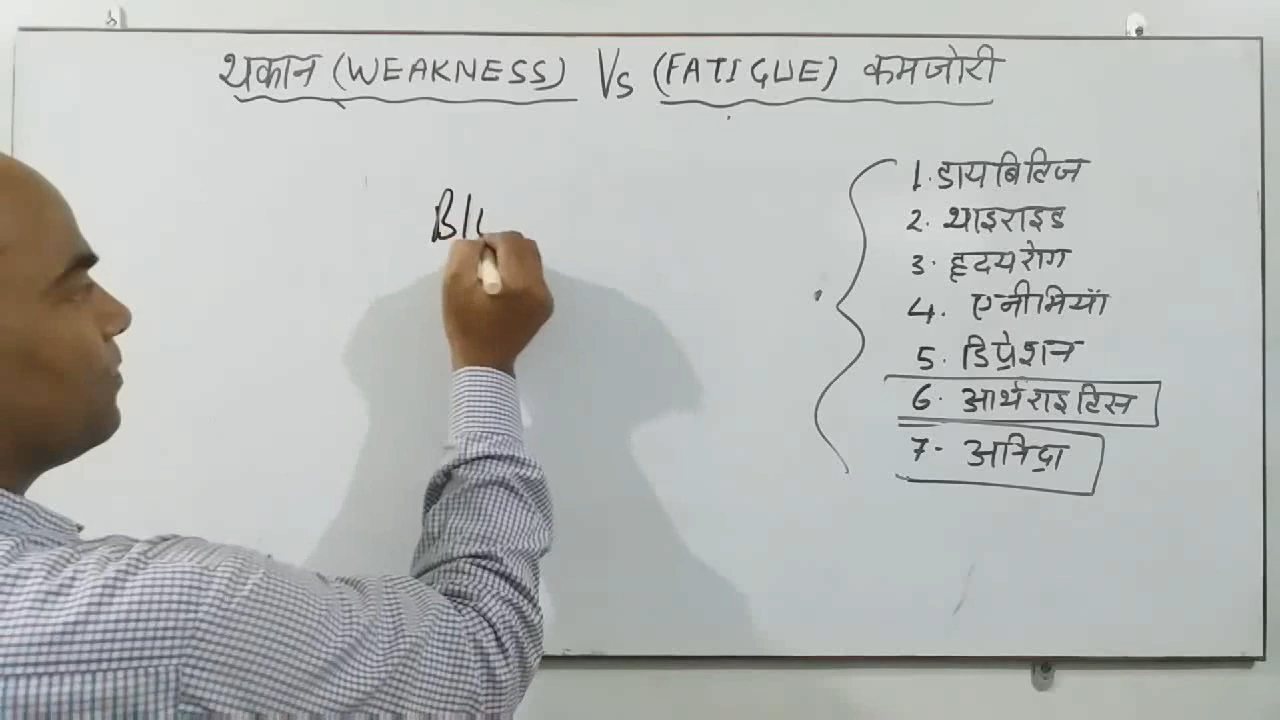 थकान (WEAKNESS) Vs (FATIGUE) कमजोरी
1. डायबिटिज
2. थाइराइड
3. हृदयरोग
4. एनीमियाँ
5. डिप्रेशन
6. आर्थराइटिस
7- अनिद्रा